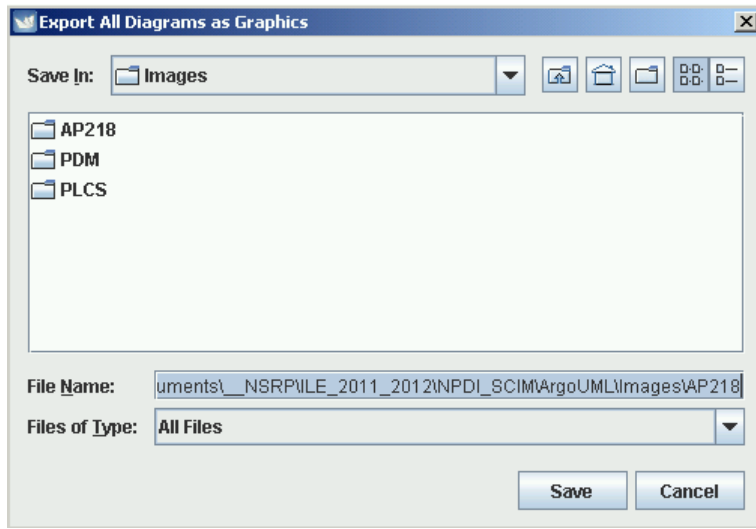 Export All Diagrams as Graphics
Save In: Images
AP218
PDM
PLCS
File Name: uments\__NSRP\ILE_2011_2012\NPDI_SCIM\ArgoUML\Images\AP218
Files of Type: All Files
Save Cancel